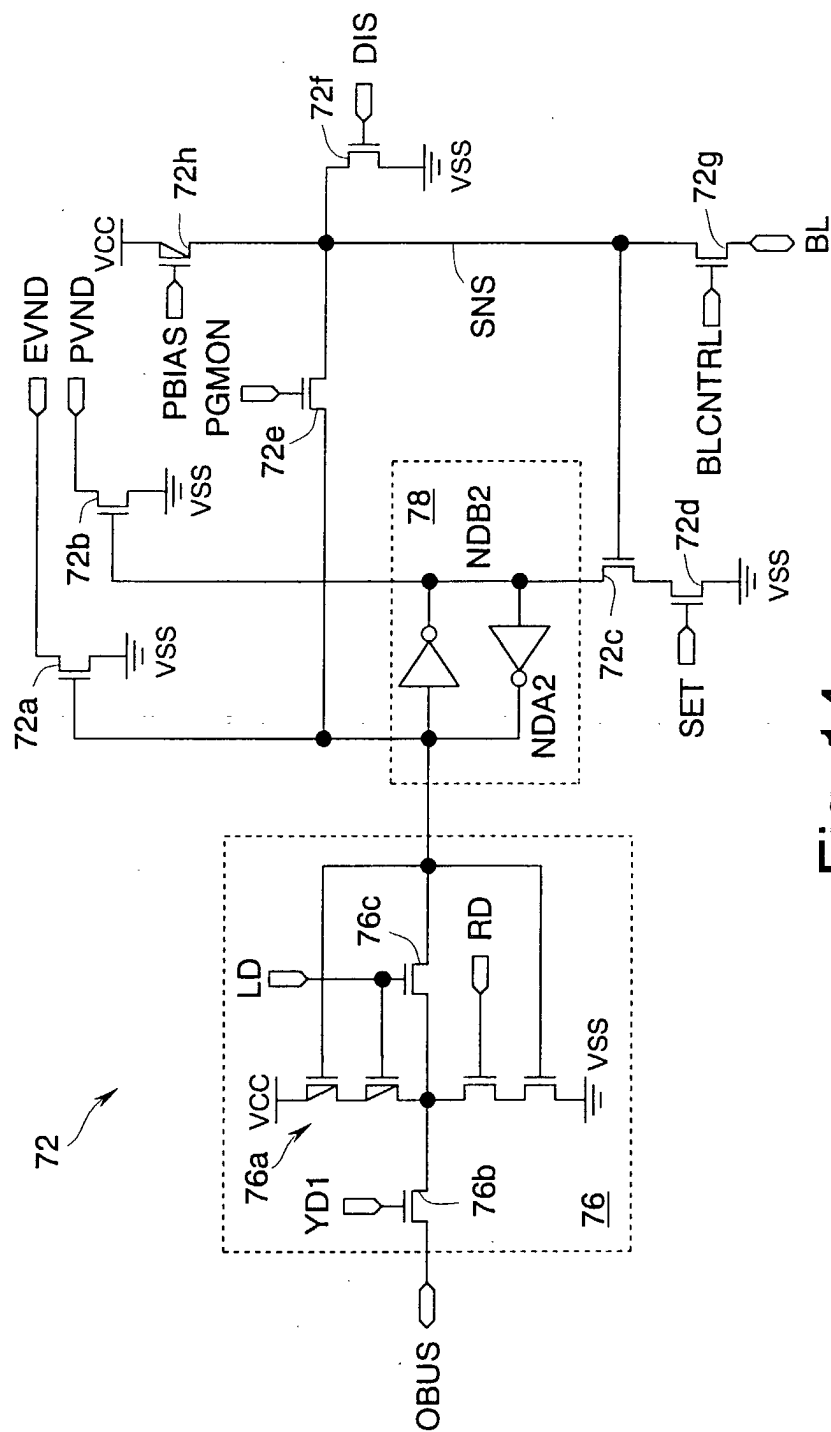 72
OBUS
YD1
76b
76
76a
VCC
LD
76c
RD
VSS
72a
VSS
72b
VSS
EVND
PVND
78
NDB2
NDA2
72c
SET
72d
VSS
72e
PGMON
PBIAS
VCC
72h
72f
DIS
VSS
SNS
BLCNTRL
72g
BL